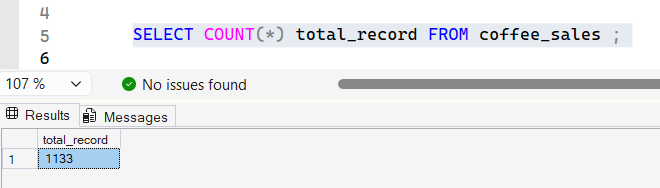 4
5 SELECT COUNT(*) total_record FROM coffee_sales ;
6
107 % No issues found
Results Messages
total_record
1 1133